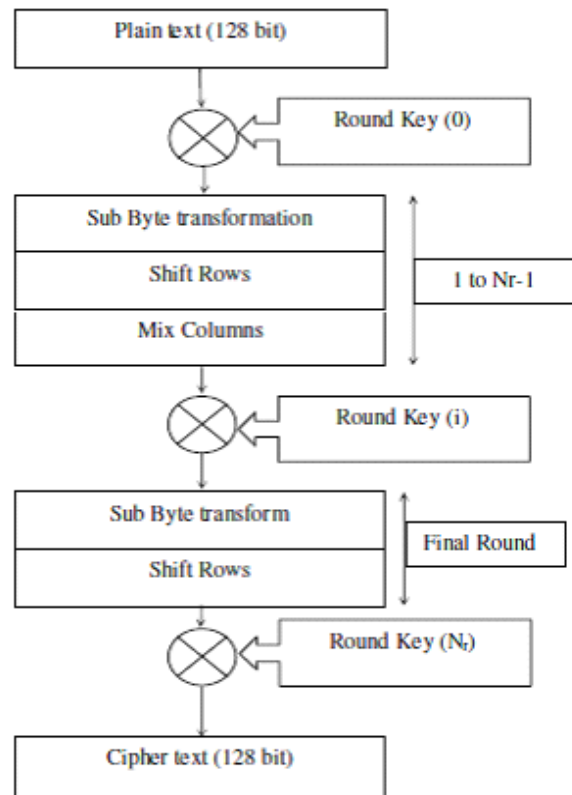 Plain text (128 bit)
Round Key (0)
Sub Byte transformation
Shift Rows
1 to Nr-1
Mix Columns
Round Key (i)
Sub Byte transform
Final Round
Shift Rows
Round Key (Nr)
Cipher text (128 bit)